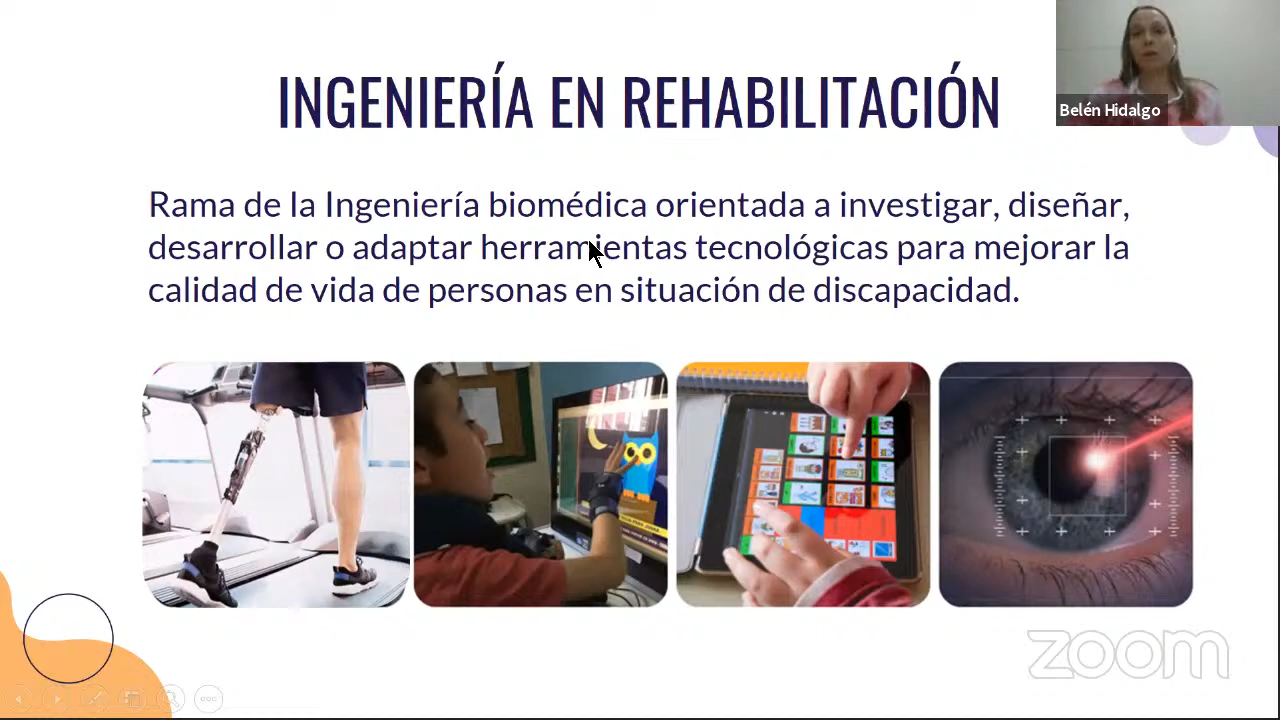 INGENIERÍA EN REHABILITACIÓN
Belén Hidalgo
Rama de la Ingeniería biomédica orientada a investigar, diseñar,
desarrollar o adaptar herramientas tecnológicas para mejorar la
calidad de vida de personas en situación de discapacidad.
zoom